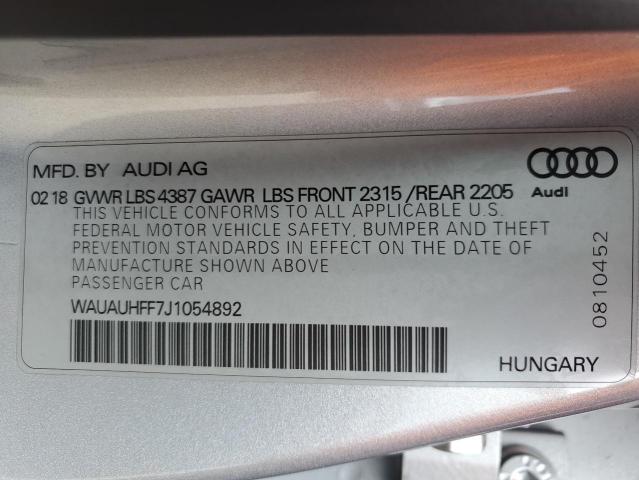 MFD. BY AUDI AG
02 18 GVWR LBS 4387 GAWR LBS FRONT 2315 /REAR 2205
Audi
THIS VEHICLE CONFORMS TO ALL APPLICABLE U.S.
FEDERAL MOTOR VEHICLE SAFETY, BUMPER AND THEFT
PREVENTION STANDARDS IN EFFECT ON THE DATE OF
MANUFACTURE SHOWN ABOVE
PASSENGER CAR
WAUAUHFF7J1054892
0810452
HUNGARY